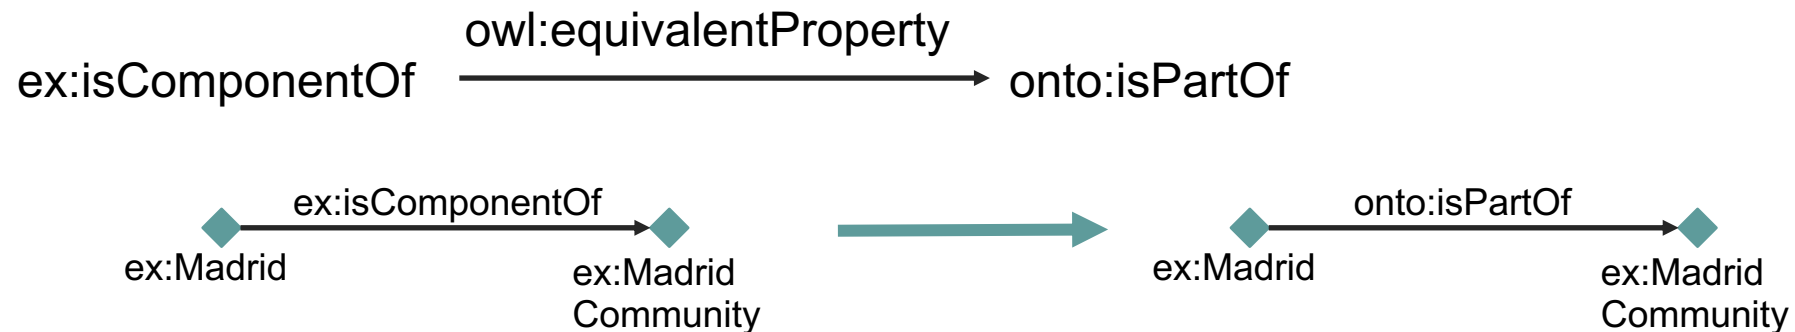 owl:equivalentProperty
ex:isComponentOf
onto:isPartOf
ex:isComponentOf
ex:Madrid
ex:Madrid
Community
onto:isPartOf
ex:Madrid
ex:Madrid
Community